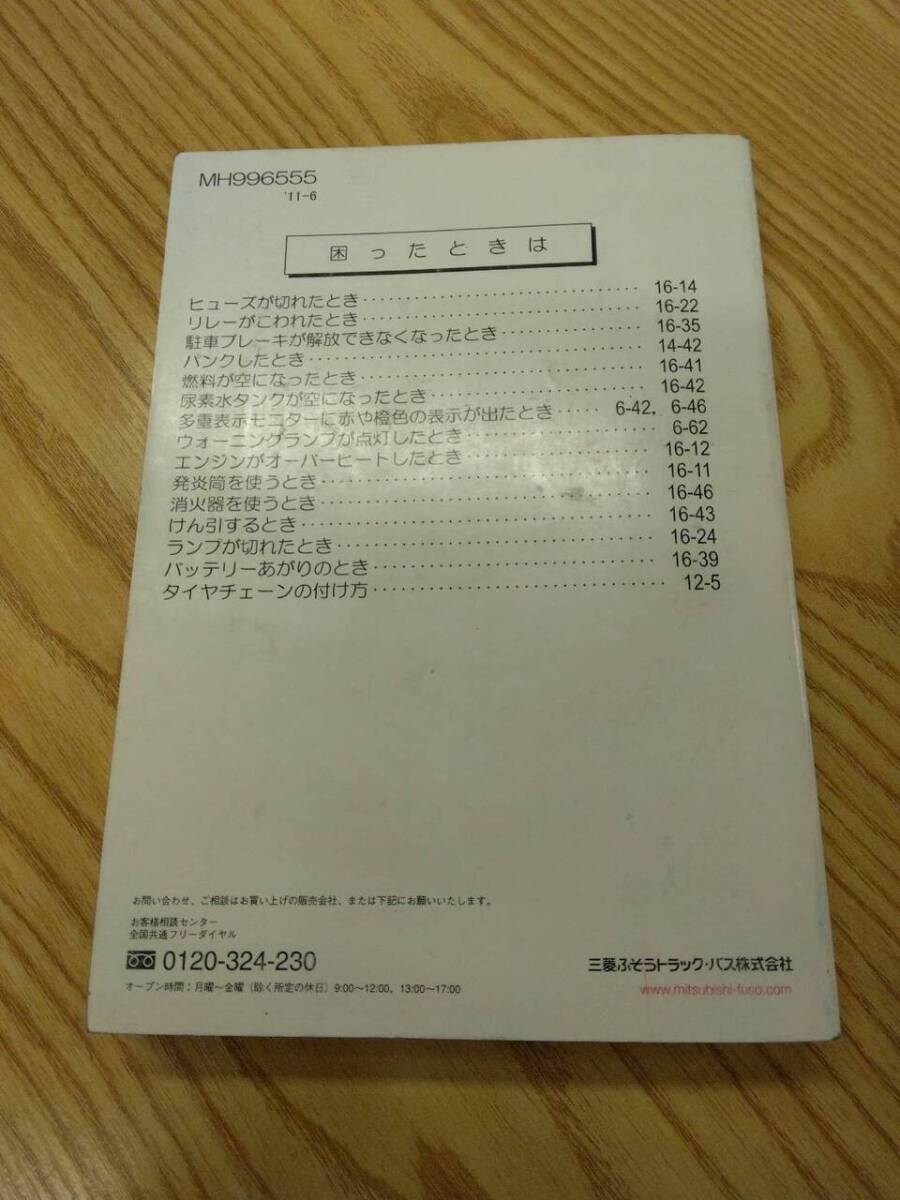 MH996555
'11-6
困ったときは
ヒューズが切れたとき 16-14
リレーがこわれたとき 16-22
駐車ブレーキが解放できなくなったとき 16-35
パンクしたとき 14-42
燃料が空になったとき 16-41
尿素水タンクが空になったとき 16-42
多重表示モニターに赤や橙色の表示が出たとき 6-42, 6-46
ウォーニングランプが点灯したとき 6-62
エンジンがオーバーヒートしたとき 16-12
発炎筒を使うとき 16-11
消火器を使うとき 16-46
けん引するとき 16-43
ランプが切れたとき 16-24
バッテリーあがりのとき 16-39
タイヤチェーンの付け方 12-5
お問い合わせ、ご相談はお買い上げの販売会社、または下記にお願いいたします。
お客様相談センター
全国共通フリーダイヤル
0120-324-230
オープン時間：月曜～金曜（除く所定の休日）9:00～12:00, 13:00～17:00
三菱ふそうトラック・バス株式会社
www.mitsubishi-fuso.com